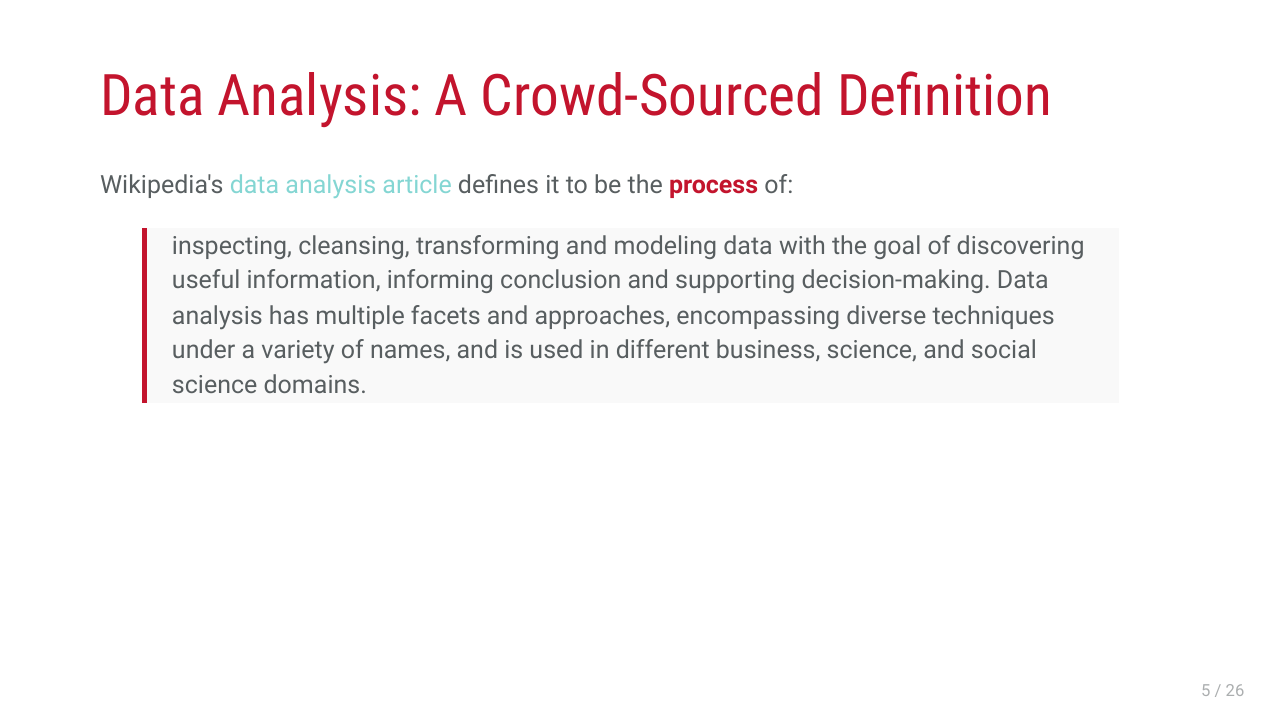 Data Analysis: A Crowd-Sourced Definition
Wikipedia's data analysis article defines it to be the process of:
inspecting, cleansing, transforming and modeling data with the goal of discovering
useful information, informing conclusion and supporting decision-making. Data
analysis has multiple facets and approaches, encompassing diverse techniques
under a variety of names, and is used in different business, science, and social
science domains.
5 / 26